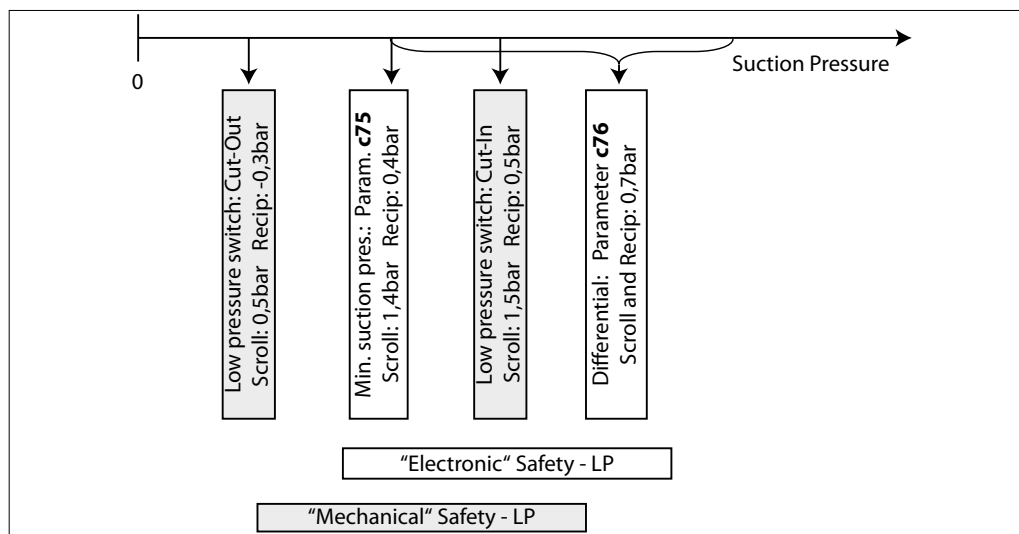 0
Suction Pressure
Low pressure switch: Cut-Out
Scroll: 0,5bar Recip: -0,3bar
Min. suction pres.: Param. c75
Scroll: 1,4bar Recip: 0,4bar
Low pressure switch: Cut-In
Scroll: 1,5bar Recip: 0,5bar
Differential: Parameter c76
Scroll and Recip: 0,7bar
“Electronic“ Safety - LP
“Mechanical“ Safety - LP